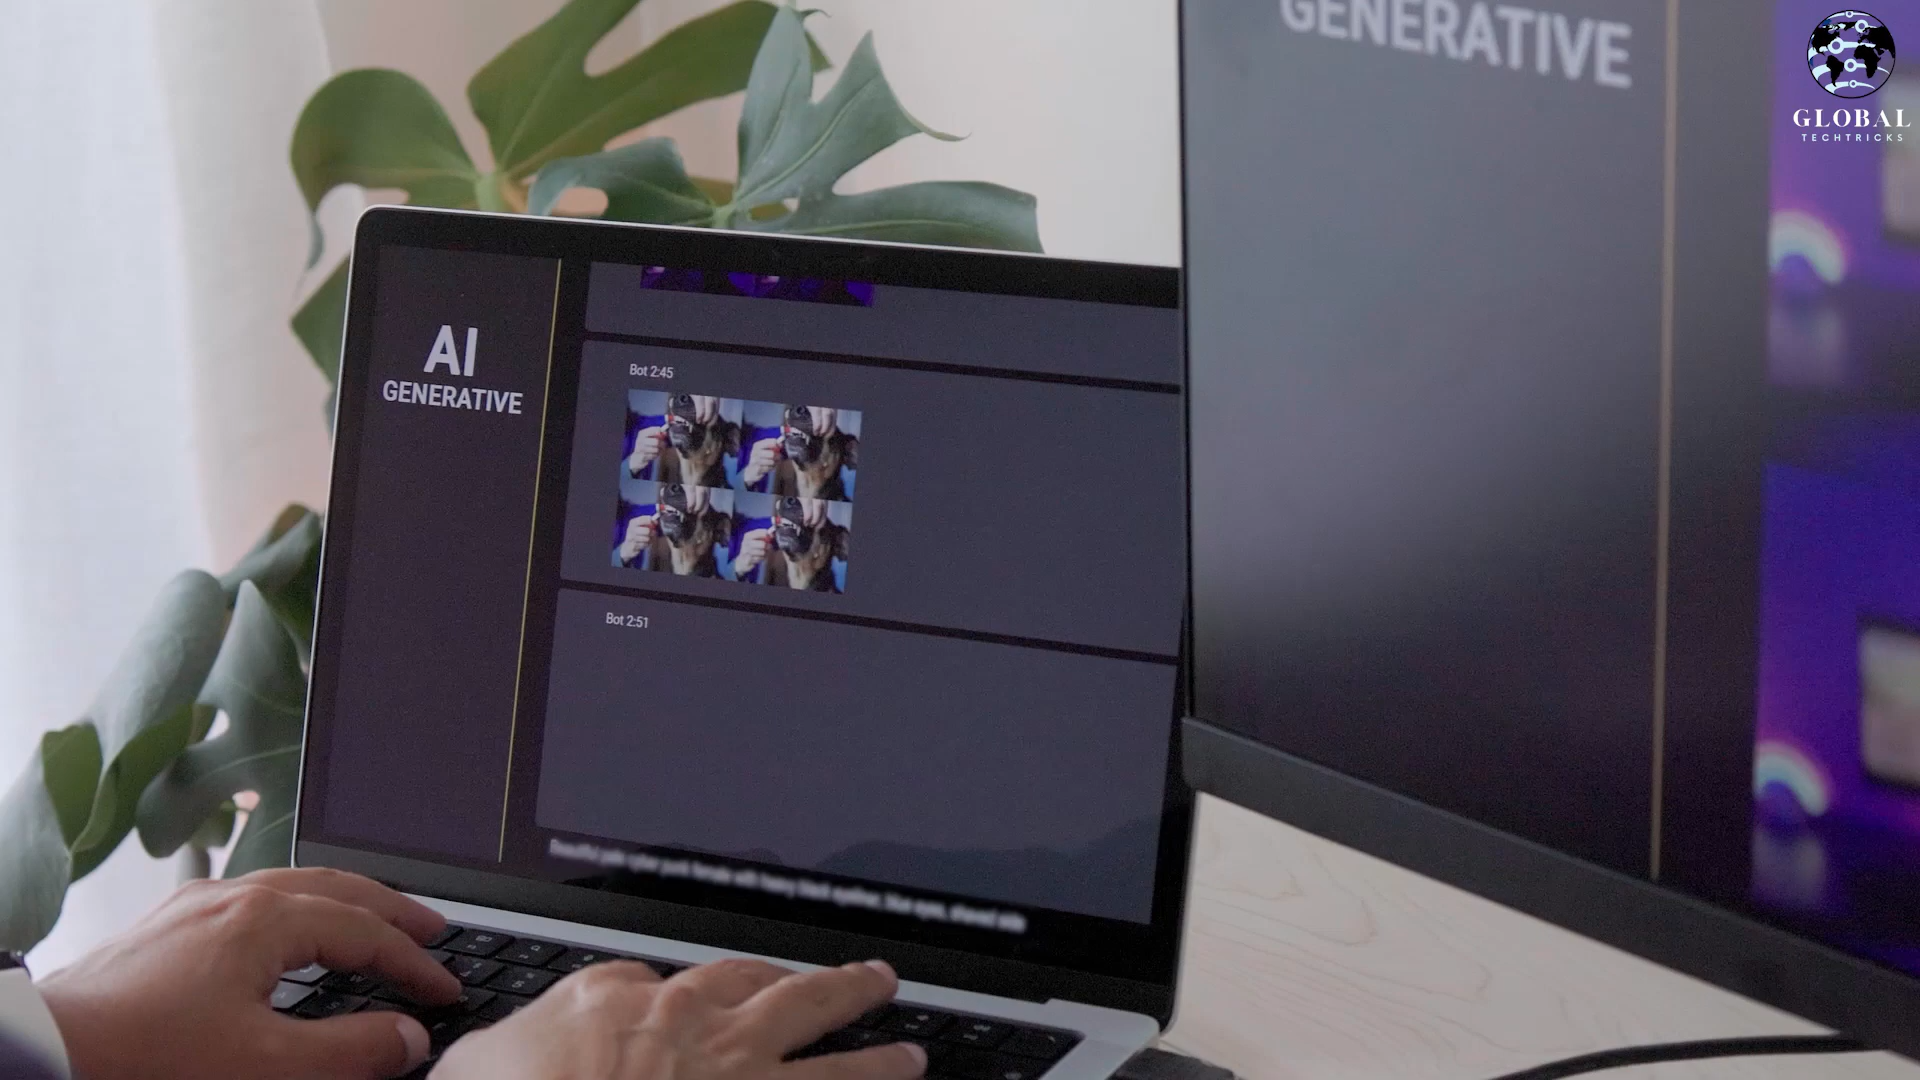 GENERATIVE
GLOBAL
TECHTRICKS
AI
GENERATIVE
Bot 2:45
Bot 2:51